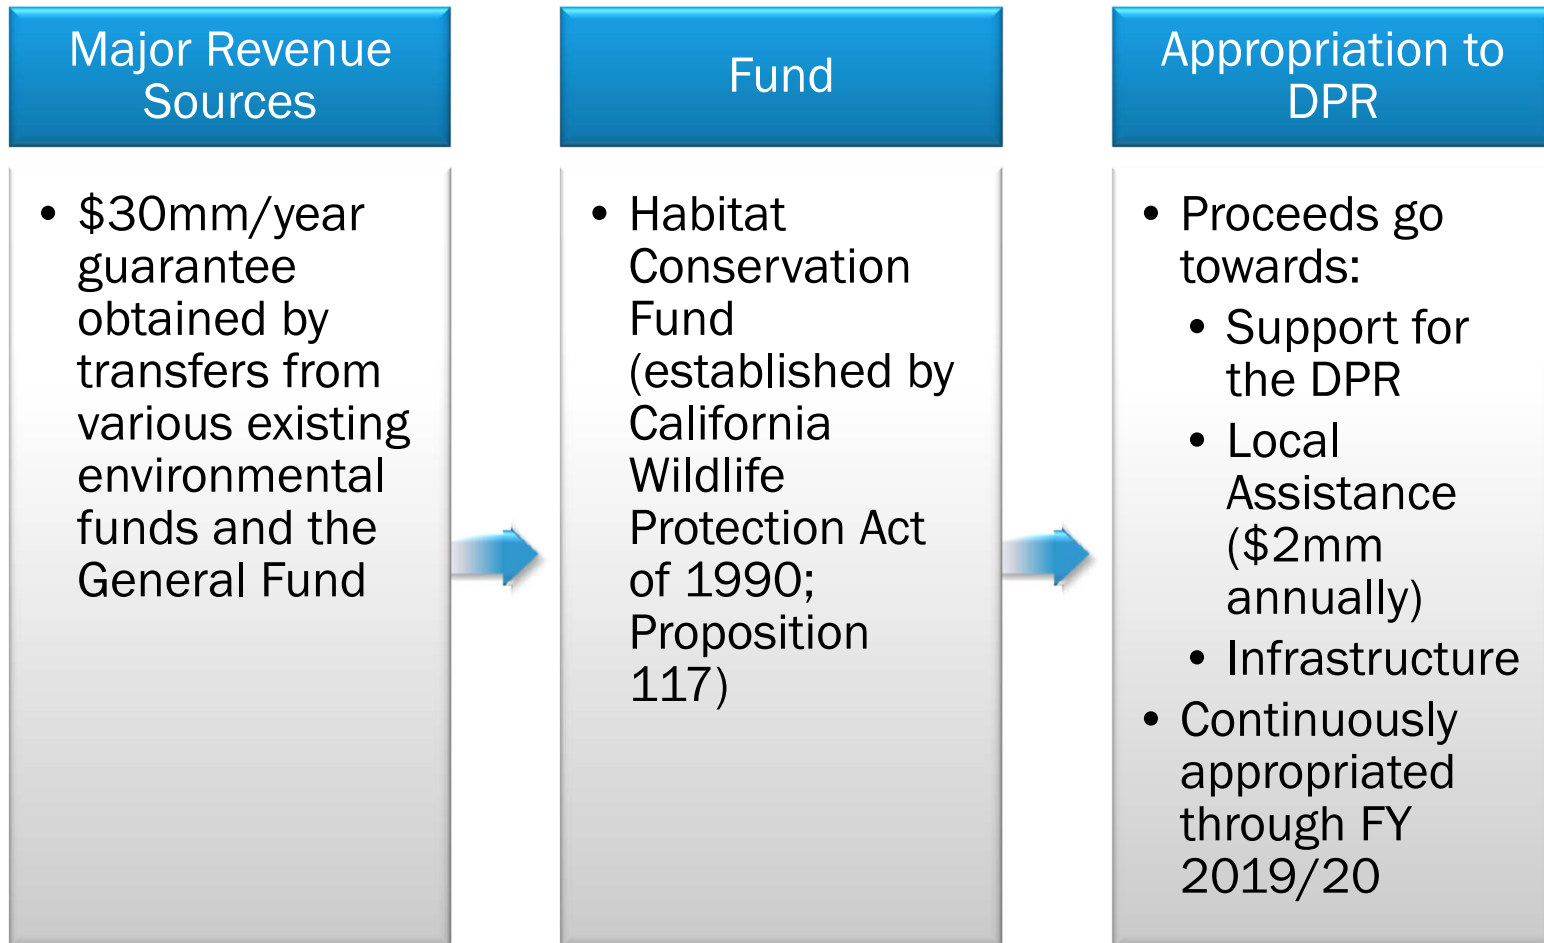 Major Revenue
Sources
• $30mm/year
guarantee
obtained by
transfers from
various existing
environmental
funds and the
General Fund
Fund
• Habitat
Conservation
Fund
(established by
California
Wildlife
Protection Act
of 1990;
Proposition
117)
Appropriation to
DPR
• Proceeds go
towards:
• Support for
the DPR
• Local
Assistance
($2mm
annually)
• Infrastructure
• Continuously
appropriated
through FY
2019/20